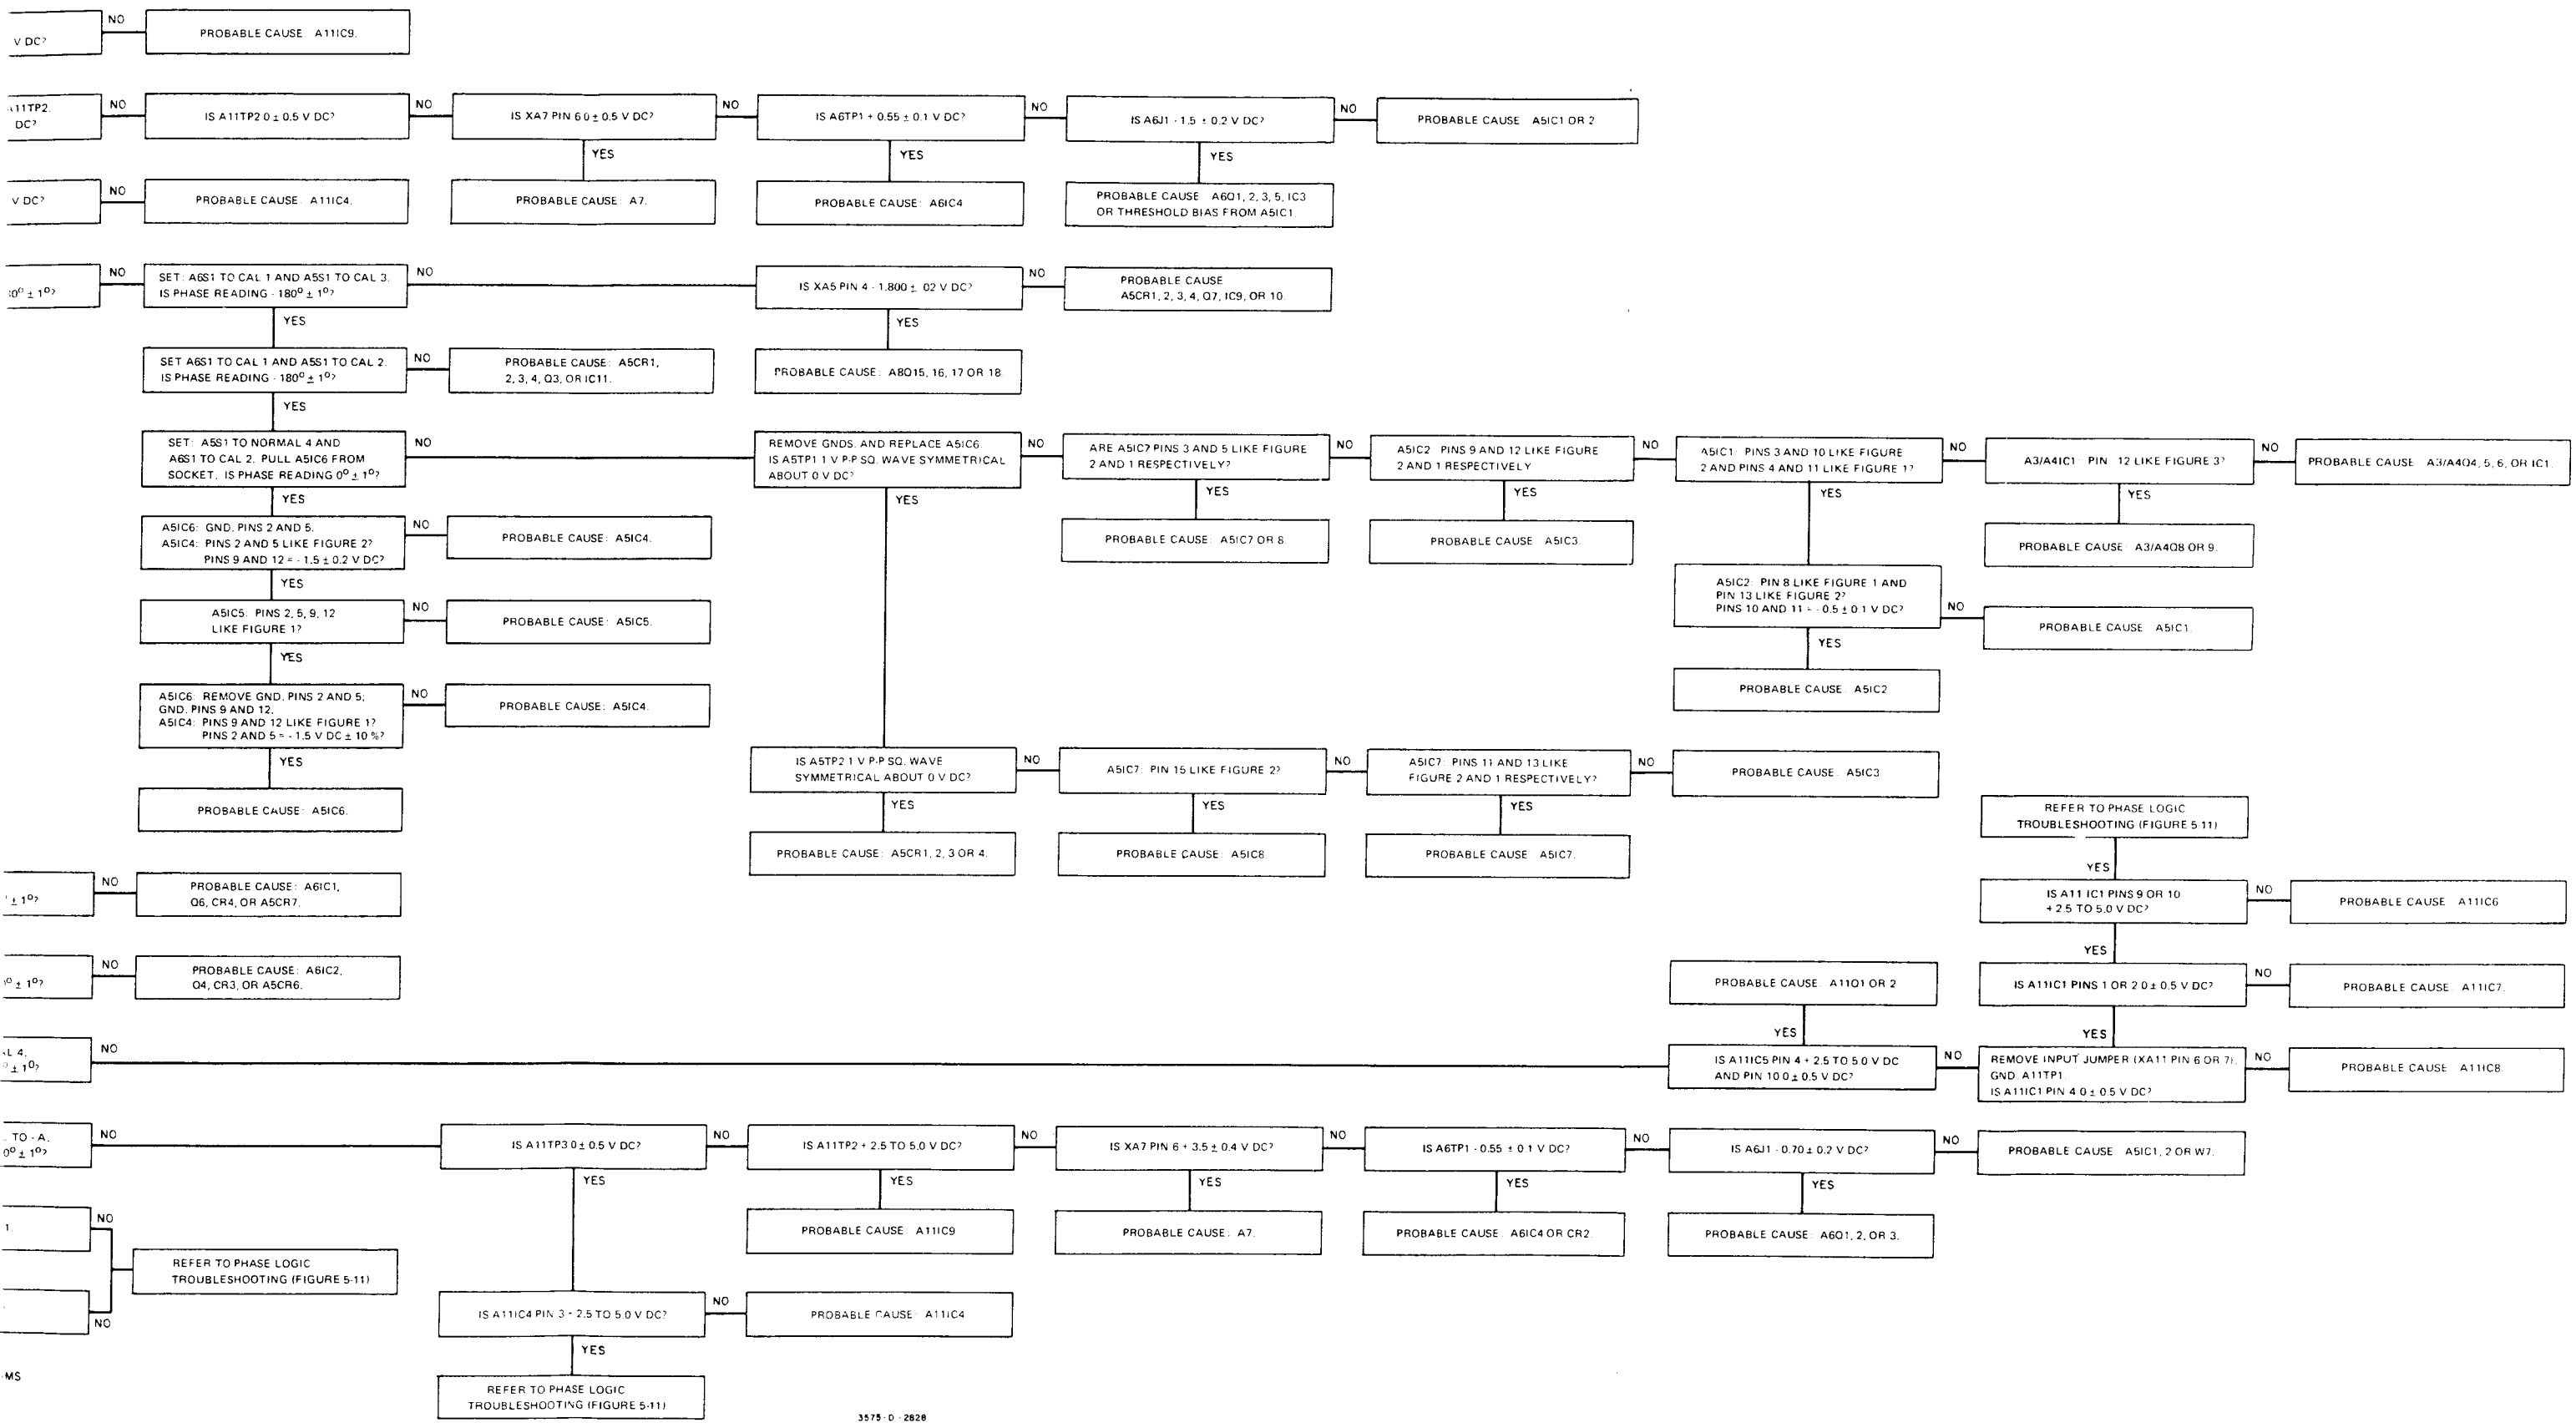 V DC?
NO
PROBABLE CAUSE. A11IC9.
A11TP2.
DC?
NO
IS A11TP2 0 ± 0.5 V DC?
NO
IS XA7 PIN 6 0 ± 0.5 V DC?
NO
IS A6TP1 + 0.55 ± 0.1 V DC?
NO
IS A6J1 - 1.5 ± 0.2 V DC?
NO
PROBABLE CAUSE A5IC1 OR 2
YES
YES
YES
V DC?
NO
PROBABLE CAUSE. A11IC4.
PROBABLE CAUSE: A7.
PROBABLE CAUSE: A6IC4
PROBABLE CAUSE A6Q1, 2, 3, 5, IC3
OR THRESHOLD BIAS FROM A5IC1.
0° ± 1°?
NO
SET: A6S1 TO CAL 1 AND A5S1 TO CAL 3.
IS PHASE READING - 180° ± 1°?
NO
IS XA5 PIN 4 - 1.800 ± .02 V DC?
NO
PROBABLE CAUSE
A5CR1, 2, 3, 4, Q7, IC9, OR 10.
YES
YES
SET A6S1 TO CAL 1 AND A5S1 TO CAL 2.
IS PHASE READING - 180° ± 1°?
NO
PROBABLE CAUSE: A5CR1,
2, 3, 4, Q3, OR IC11.
PROBABLE CAUSE: A8Q15, 16, 17 OR 18
YES
SET: A5S1 TO NORMAL 4 AND
A6S1 TO CAL 2. PULL A5IC6 FROM
SOCKET. IS PHASE READING 0° ± 1°?
NO
REMOVE GNDS. AND REPLACE A5IC6.
IS A5TP1 1 V P-P SQ. WAVE SYMMETRICAL
ABOUT 0 V DC?
NO
ARE A5IC7 PINS 3 AND 5 LIKE FIGURE
2 AND 1 RESPECTIVELY?
NO
A5IC2 PINS 9 AND 12 LIKE FIGURE
2 AND 1 RESPECTIVELY
NO
A5IC1: PINS 3 AND 10 LIKE FIGURE
2 AND PINS 4 AND 11 LIKE FIGURE 1?
NO
A3/A4IC1: PIN 12 LIKE FIGURE 3?
NO
PROBABLE CAUSE A3/A4Q4, 5, 6, OR IC1.
YES
YES
YES
YES
YES
YES
A5IC6: GND. PINS 2 AND 5.
A5IC4: PINS 2 AND 5 LIKE FIGURE 2?
PINS 9 AND 12 = - 1.5 ± 0.2 V DC?
NO
PROBABLE CAUSE: A5IC4.
PROBABLE CAUSE: A5IC7 OR 8.
PROBABLE CAUSE A5IC3.
PROBABLE CAUSE A3/A4Q8 OR 9.
YES
A5IC2: PIN 8 LIKE FIGURE 1 AND
PIN 13 LIKE FIGURE 2?
PINS 10 AND 11 = - 0.5 ± 0.1 V DC?
NO
PROBABLE CAUSE A5IC1.
A5IC5: PINS 2, 5, 9, 12
LIKE FIGURE 1?
NO
PROBABLE CAUSE: A5IC5.
YES
YES
A5IC6: REMOVE GND. PINS 2 AND 5;
GND. PINS 9 AND 12.
A5IC4: PINS 9 AND 12 LIKE FIGURE 1?
PINS 2 AND 5 = - 1.5 V DC ± 10 %?
NO
PROBABLE CAUSE: A5IC4.
PROBABLE CAUSE. A5IC2
YES
IS A5TP2 1 V P-P SQ. WAVE
SYMMETRICAL ABOUT 0 V DC?
NO
A5IC7: PIN 15 LIKE FIGURE 2?
NO
A5IC7: PINS 11 AND 13 LIKE
FIGURE 2 AND 1 RESPECTIVELY?
NO
PROBABLE CAUSE. A5IC3
YES
YES
YES
PROBABLE CAUSE: A5IC6.
REFER TO PHASE LOGIC
TROUBLESHOOTING (FIGURE 5-11)
PROBABLE CAUSE: A5CR1, 2, 3 OR 4.
PROBABLE CAUSE: A5IC8.
PROBABLE CAUSE A5IC7.
YES
± 1°?
NO
PROBABLE CAUSE: A6IC1,
Q6, CR4, OR A5CR7.
IS A11 IC1 PINS 9 OR 10
+ 2.5 TO 5.0 V DC?
NO
PROBABLE CAUSE A11IC6
YES
0° ± 1°?
NO
PROBABLE CAUSE: A6IC2,
Q4, CR3, OR A5CR6.
PROBABLE CAUSE. A11Q1 OR 2
IS A11IC1 PINS 1 OR 2 0 ± 0.5 V DC?
NO
PROBABLE CAUSE. A11IC7.
YES
YES
AL 4.
° ± 1°?
NO
IS A11IC5 PIN 4 + 2.5 TO 5.0 V DC
AND PIN 10 0 ± 0.5 V DC?
NO
REMOVE INPUT JUMPER (XA11 PIN 6 OR 7).
GND. A11TP1.
IS A11IC1 PIN 4 0 ± 0.5 V DC?
NO
PROBABLE CAUSE A11IC8.
. TO - A.
0° ± 1°?
NO
IS A11TP3 0 ± 0.5 V DC?
NO
IS A11TP2 + 2.5 TO 5.0 V DC?
NO
IS XA7 PIN 6 + 3.5 ± 0.4 V DC?
NO
IS A6TP1 - 0.55 ± 0.1 V DC?
NO
IS A6J1 - 0.70 ± 0.2 V DC?
NO
PROBABLE CAUSE A5IC1, 2 OR W7.
YES
YES
YES
YES
YES
1.
NO
PROBABLE CAUSE: A11IC9
PROBABLE CAUSE: A7.
PROBABLE CAUSE: A6IC4 OR CR2.
PROBABLE CAUSE: A6Q1, 2, OR 3.
REFER TO PHASE LOGIC
TROUBLESHOOTING (FIGURE 5-11)
NO
IS A11IC4 PIN 3 + 2.5 TO 5.0 V DC?
NO
PROBABLE CAUSE: A11IC4
YES
-MS
REFER TO PHASE LOGIC
TROUBLESHOOTING (FIGURE 5-11)
3575-D-2828